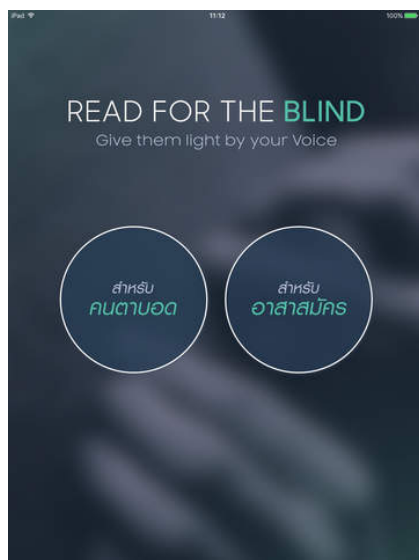 iPad 11:12 100%
READ FOR THE BLIND
Give them light by your Voice
สำหรับ
คนตาบอด
สำหรับ
อาสาสมัคร